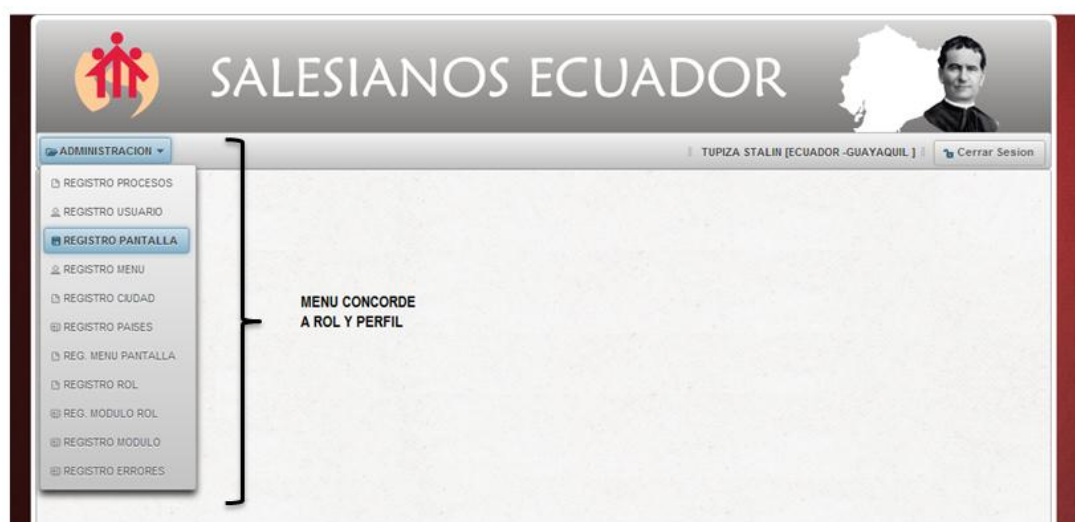 SALESIANOS ECUADOR
ADMINISTRACION
TUPIZA STALIN [ECUADOR -GUAYAQUIL ]
Cerrar Sesion
REGISTRO PROCESOS
REGISTRO USUARIO
REGISTRO PANTALLA
REGISTRO MENU
REGISTRO CIUDAD
REGISTRO PAISES
REG. MENU PANTALLA
REGISTRO ROL
REG. MODULO ROL
REGISTRO MODULO
REGISTRO ERRORES
MENU CONCORDE
A ROL Y PERFIL